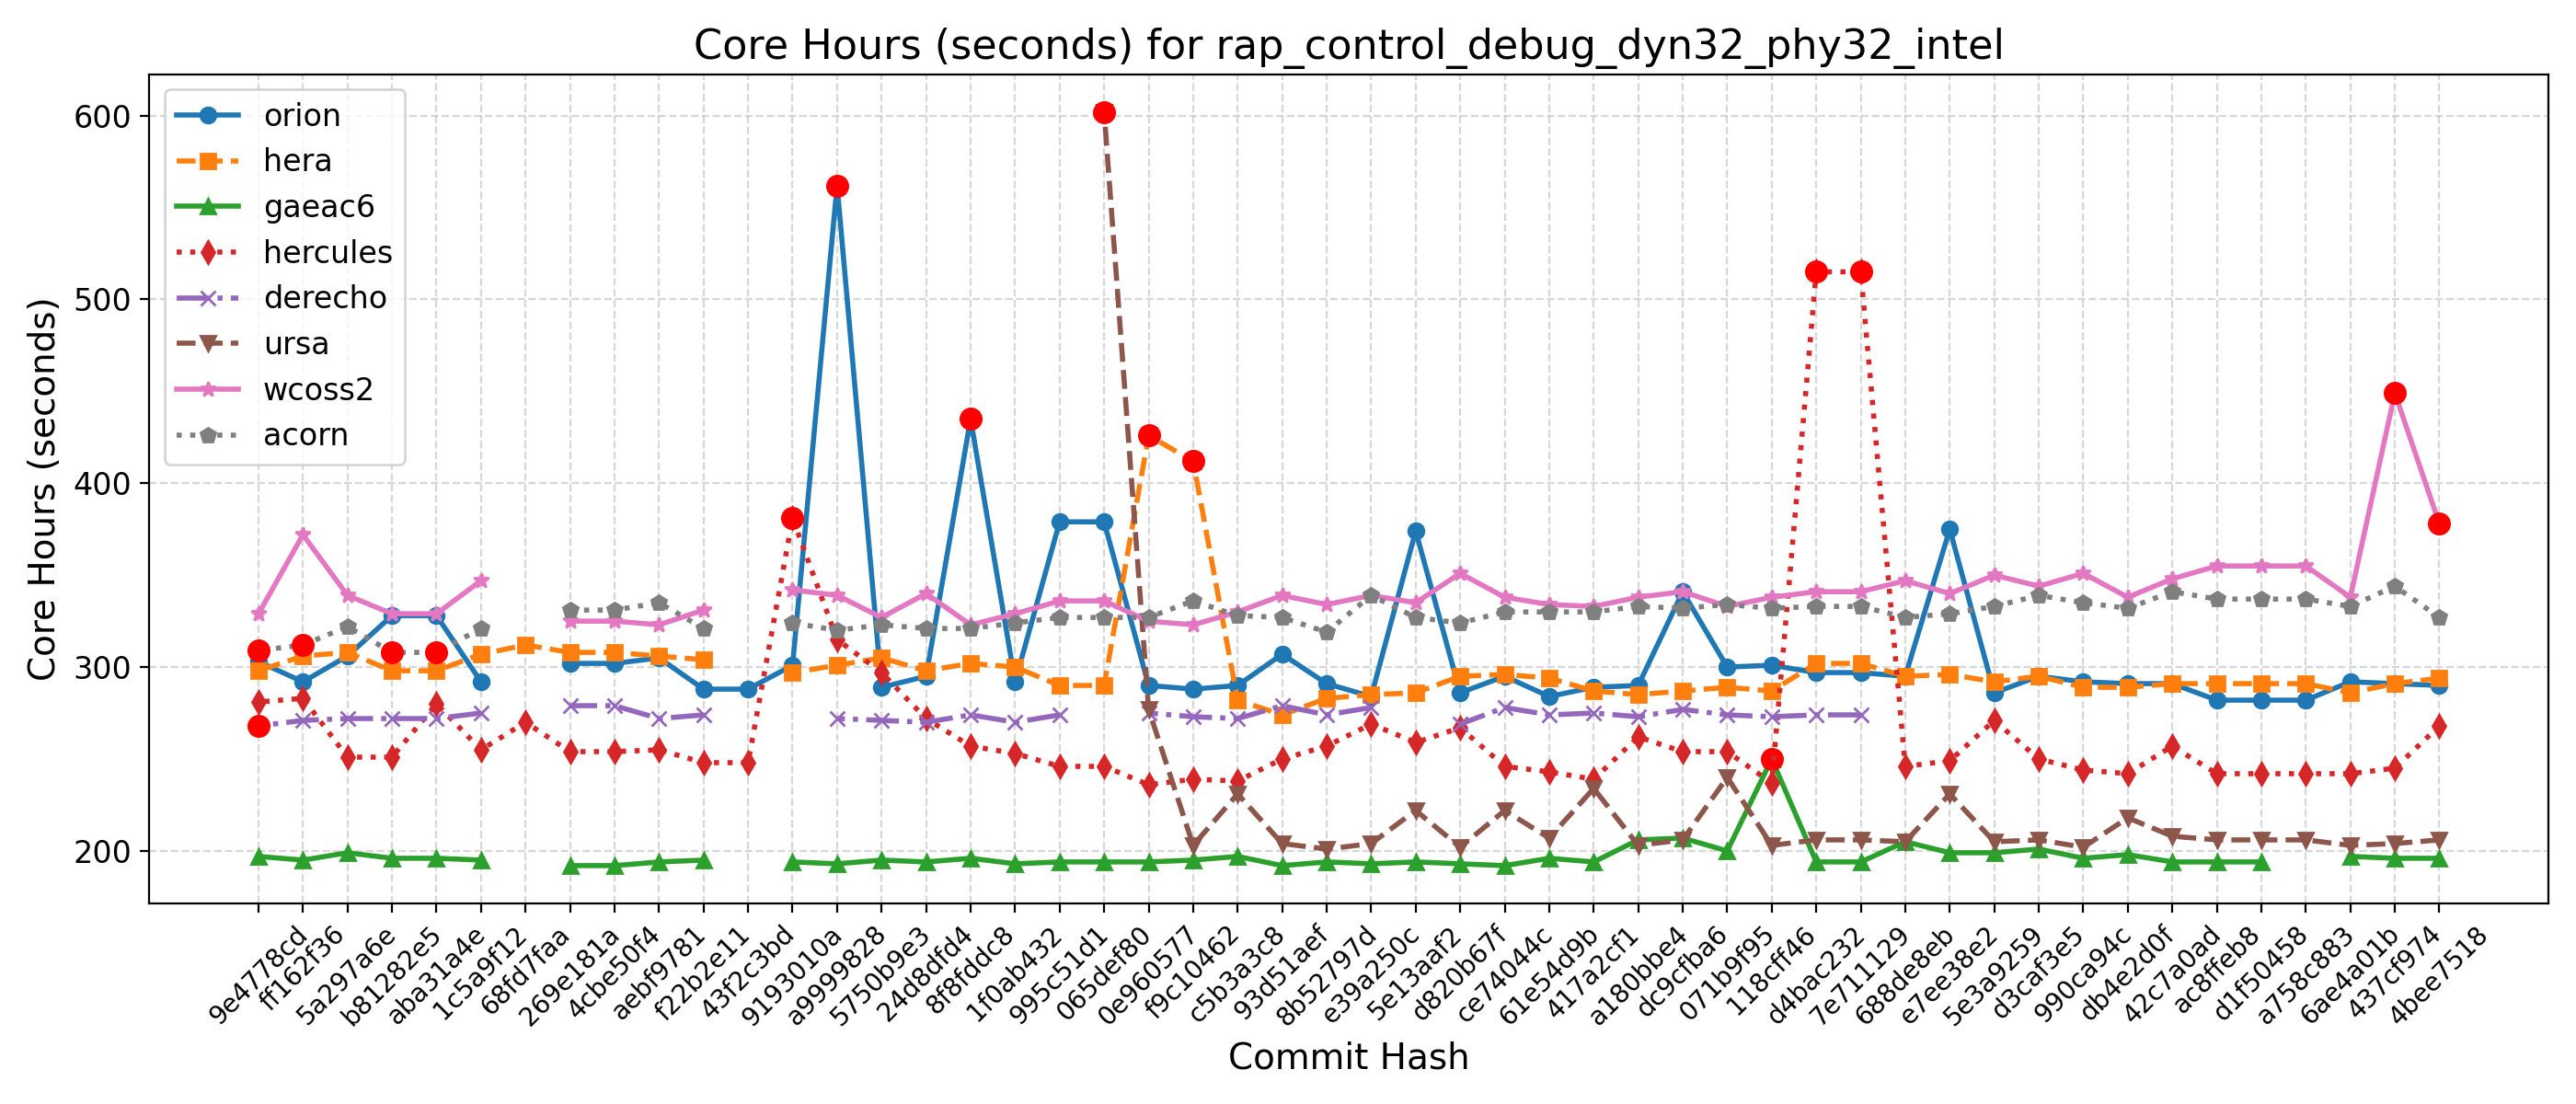 Core Hours (seconds) for rap_control_debug_dyn32_phy32_intel
Core Hours (seconds)
600
500
400
300
200
orion
hera
gaeac6
hercules
derecho
ursa
wcoss2
acorn
9e4778cd
ff162f36
5a297a6e
b81282e5
aba31a4e
1c5a9f12
68fd7faa
269e181a
4cbe50f4
aebf9781
f22b2e11
43f2c3bd
9193010a
a9999828
5750b9e3
24d8dfd4
8f8fddc8
1f0ab432
995c51d1
065def80
0e960577
f9c10462
c5b3a3c8
93d51aef
8b52797d
e39a250c
5e13aaf2
d820b67f
ce74044c
61e54d9b
417a2cf1
a180bbe4
dc9cfba6
071b9f95
118cff46
d4bac232
7e711129
688de8eb
e7ee38e2
5e3a9259
d3caf3e5
990ca94c
db4e2d0f
42c7a0ad
ac8ffeb8
d1f50458
a758c883
6ae4a01b
437cf974
4bee7518
Commit Hash